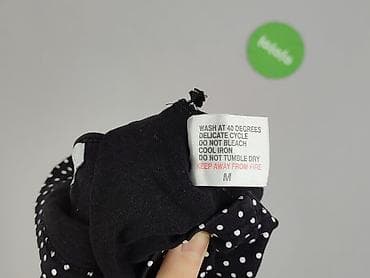 WASH AT 40 DEGREES
DELICATE CYCLE
DO NOT BLEACH
COOL IRON
DO NOT TUMBLE DRY
KEEP AWAY FROM FIRE
M